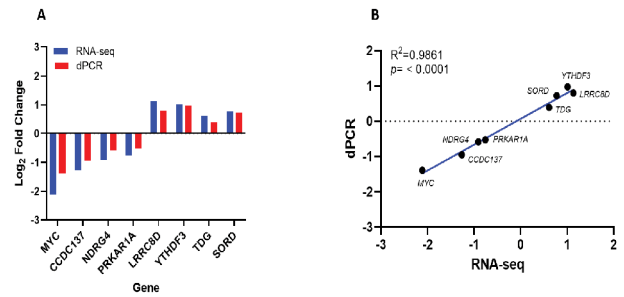 A
RNA-seq
dPCR
Log2 Fold Change
3
2
1
0
-1
-2
-3
MYC
CCDC137
NDRG4
PRKAR1A
LRRC8D
YTHDF3
TDG
SORD
Gene
B
R2=0.9861
p= < 0.0001
dPCR
2
1
0
-1
-2
-3
YTHDF3
SORD
LRRC8D
TDG
NDRG4
PRKAR1A
CCDC137
MYC
-3 -2 -1 0 1 2
RNA-seq